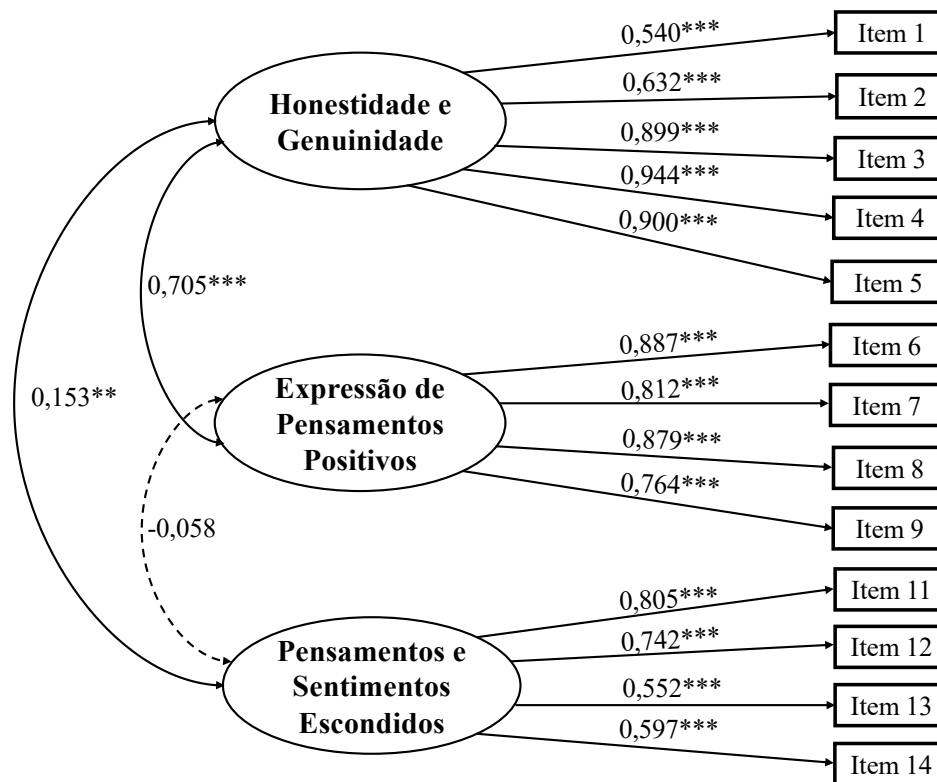 0,540***
Item 1
0,632***
Item 2
Honestidade e
Genuinidade
0,899***
Item 3
0,944***
Item 4
0,900***
Item 5
0,705***
0,887***
Item 6
Expressão de
Pensamentos
Positivos
0,812***
Item 7
0,153**
0,879***
Item 8
0,764***
Item 9
-0,058
0,805***
Item 11
Pensamentos e
Sentimentos
Escondidos
0,742***
Item 12
0,552***
Item 13
0,597***
Item 14